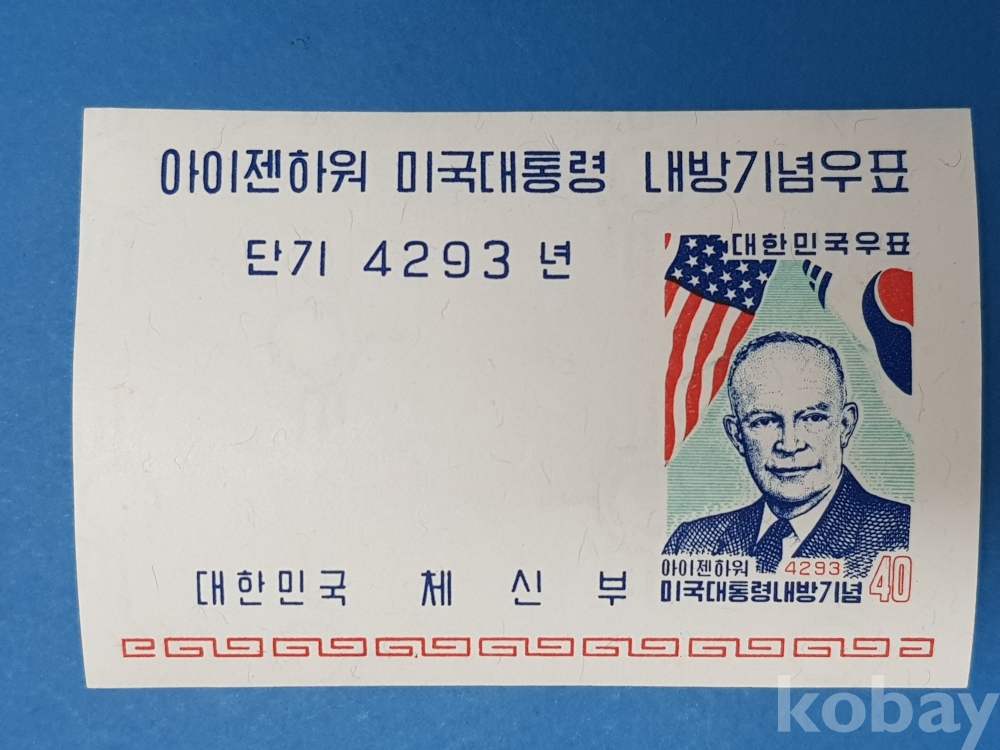 아이젠하워 미국대통령 내방기념우표
단기 4293 년
대한민국우표
아이젠하워 4293
미국대통령내방기념 40
대한민국 체 신 부
kobay